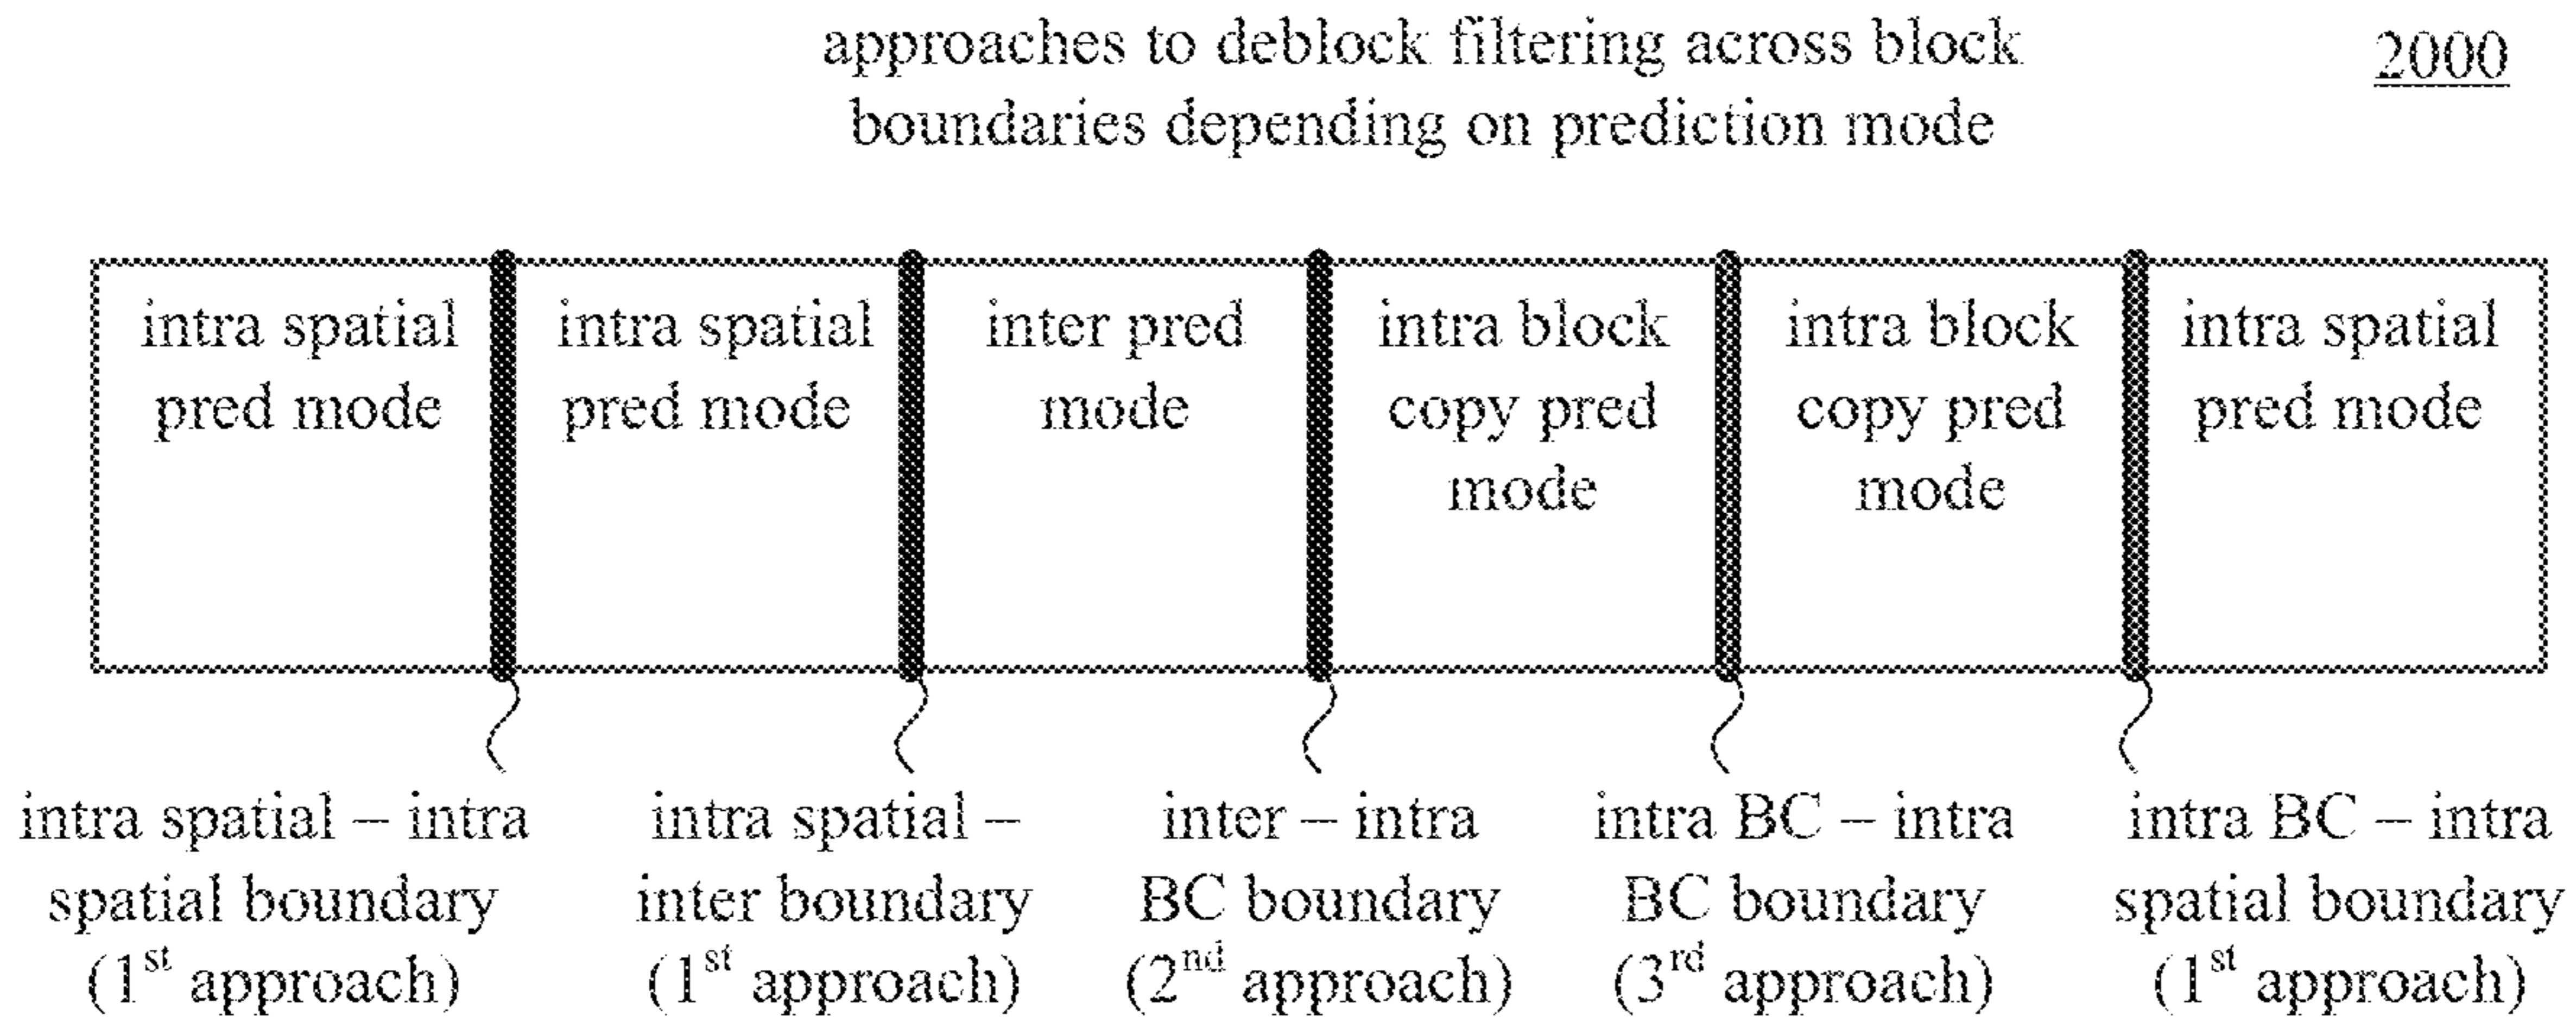 approaches to deblock filtering across block
boundaries depending on prediction mode
2000
intra spatial
pred mode
intra spatial
pred mode
inter pred
mode
intra block
copy pred
mode
intra block
copy pred
mode
intra spatial
pred mode
intra spatial – intra
spatial boundary
(1st approach)
intra spatial –
inter boundary
(1st approach)
inter – intra
BC boundary
(2nd approach)
intra BC – intra
BC boundary
(3rd approach)
intra BC – intra
spatial boundary
(1st approach)